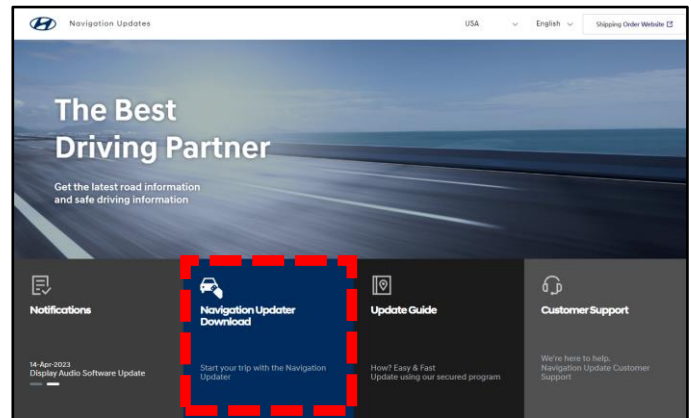 Navigation Updates
USA
English
Shipping Order Website
The Best
Driving Partner
Get the latest road information
and safe driving information
Notifications
14-Apr-2023
Display Audio Software Update
Navigation Updater
Download
Start your trip with the Navigation
Updater
Update Guide
How? Easy & Fast
Update using our secured program
Customer Support
We're here to help.
Navigation Update Customer
Support